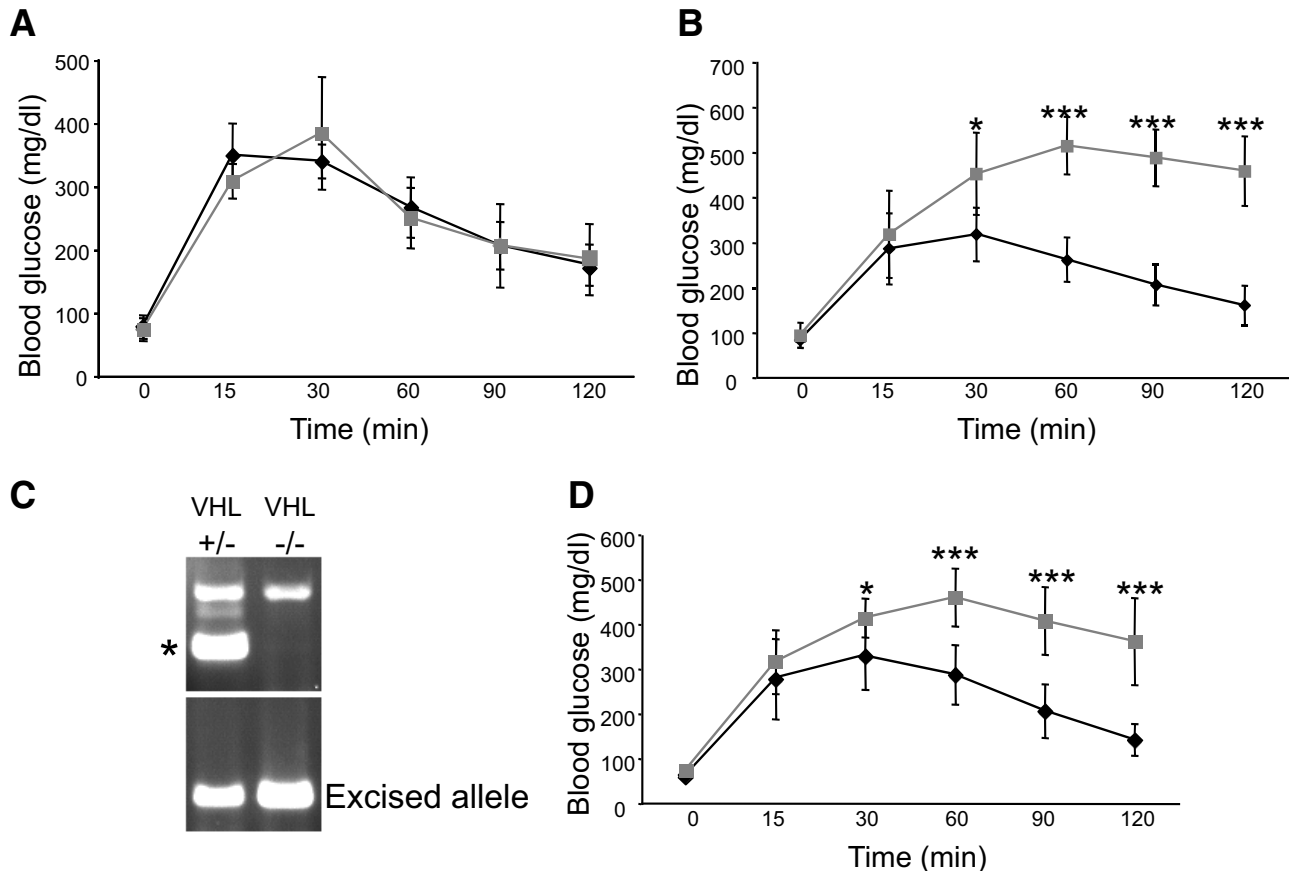 A
Blood glucose (mg/dl)
500
400
300
200
100
0
0 15 30 60 90 120
Time (min)
B
Blood glucose (mg/dl)
700
600
500
400
300
200
100
0
* *** *** ***
0 15 30 60 90 120
Time (min)
C
VHL VHL
+/- -/-
*
Excised allele
D
Blood glucose (mg/dl)
600
500
400
300
200
100
0
* *** *** ***
0 15 30 60 90 120
Time (min)